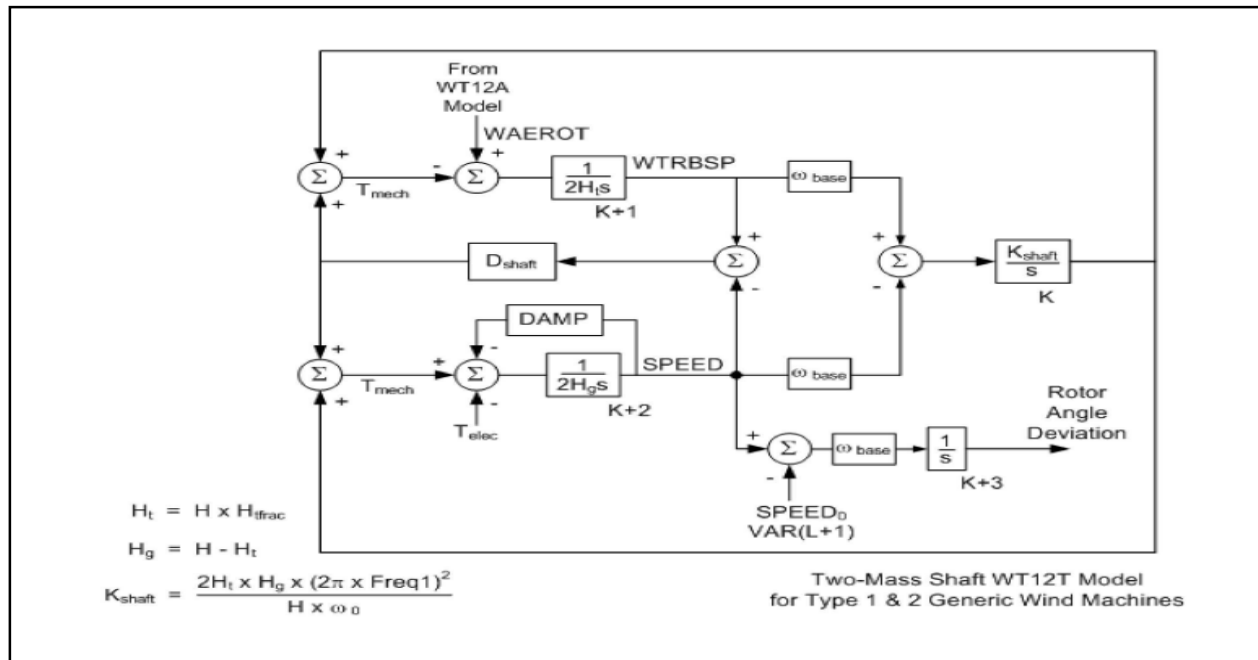 From
WT12A
Model
WAEROT
+
+
-
+
Σ
Σ
T_mech
1
2H_t s
K+1
WTRBSP
ω base
+
+
-
Σ
Σ
D_shaft
K_shaft
s
K
-
DAMP
-
+
+
+
Σ
Σ
T_mech
-
T_elec
1
2H_g s
K+2
SPEED
ω base
+
-
Σ
ω base
1
s
K+3
Rotor
Angle
Deviation
SPEED_0
VAR(L+1)
H_t = H x H_tfrac
H_g = H - H_t
K_shaft = 2H_t x H_g x (2π x Freq1)²
H x ω_0
Two-Mass Shaft WT12T Model
for Type 1 & 2 Generic Wind Machines